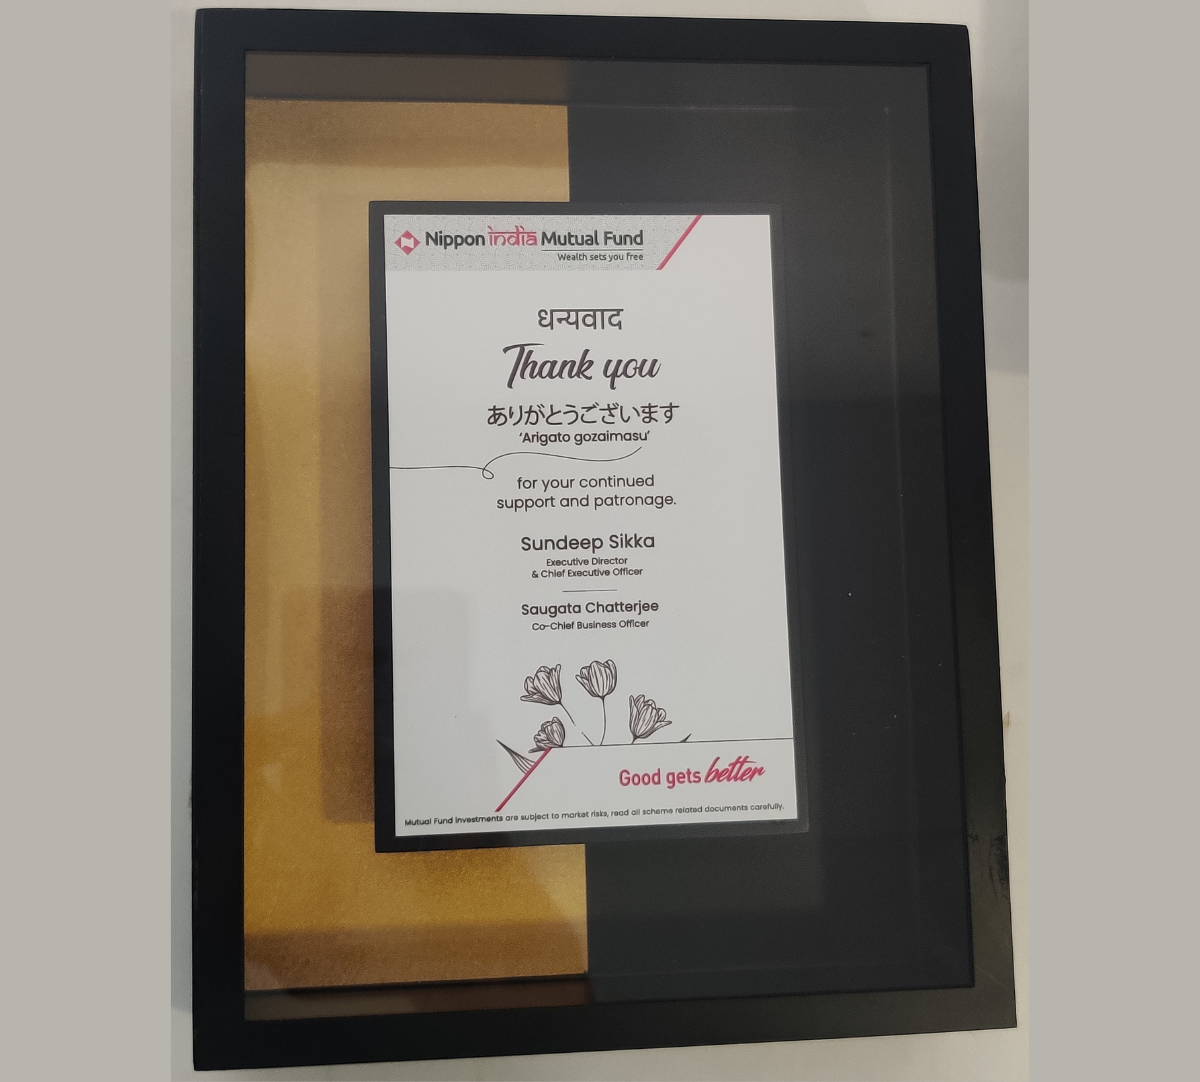 Nippon india Mutual Fund
Wealth sets you free
धन्यवाद
Thank you
ありがとうございます
‘Arigato gozaimasu’
for your continued
support and patronage.
Sundeep Sikka
Executive Director
& Chief Executive Officer
Saugata Chatterjee
Co-Chief Business Officer
Good gets better
Mutual Fund investments are subject to market risks, read all scheme related documents carefully.